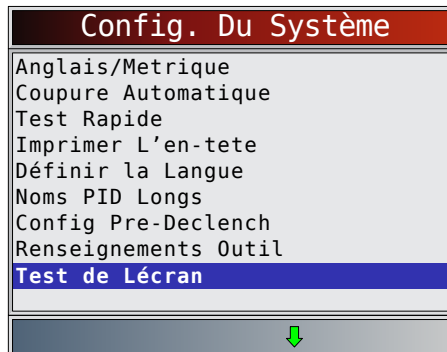 Config. Du Système
Anglais/Metrique
Coupure Automatique
Test Rapide
Imprimer L’en-tete
Définir la Langue
Noms PID Longs
Config Pre-Declench
Renseignements Outil
Test de Lécran